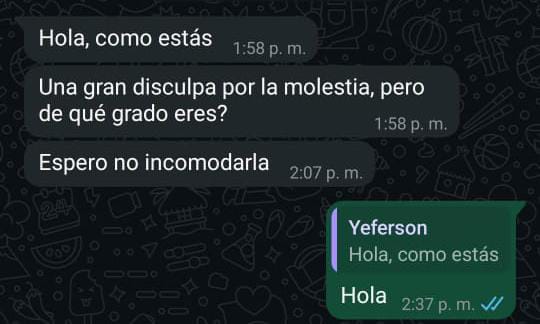 Hola, como estás 1:58 p. m.
Una gran disculpa por la molestia, pero
de qué grado eres? 1:58 p. m.
Espero no incomodarla 2:07 p. m.
Yeferson
Hola, como estás
Hola 2:37 p. m.